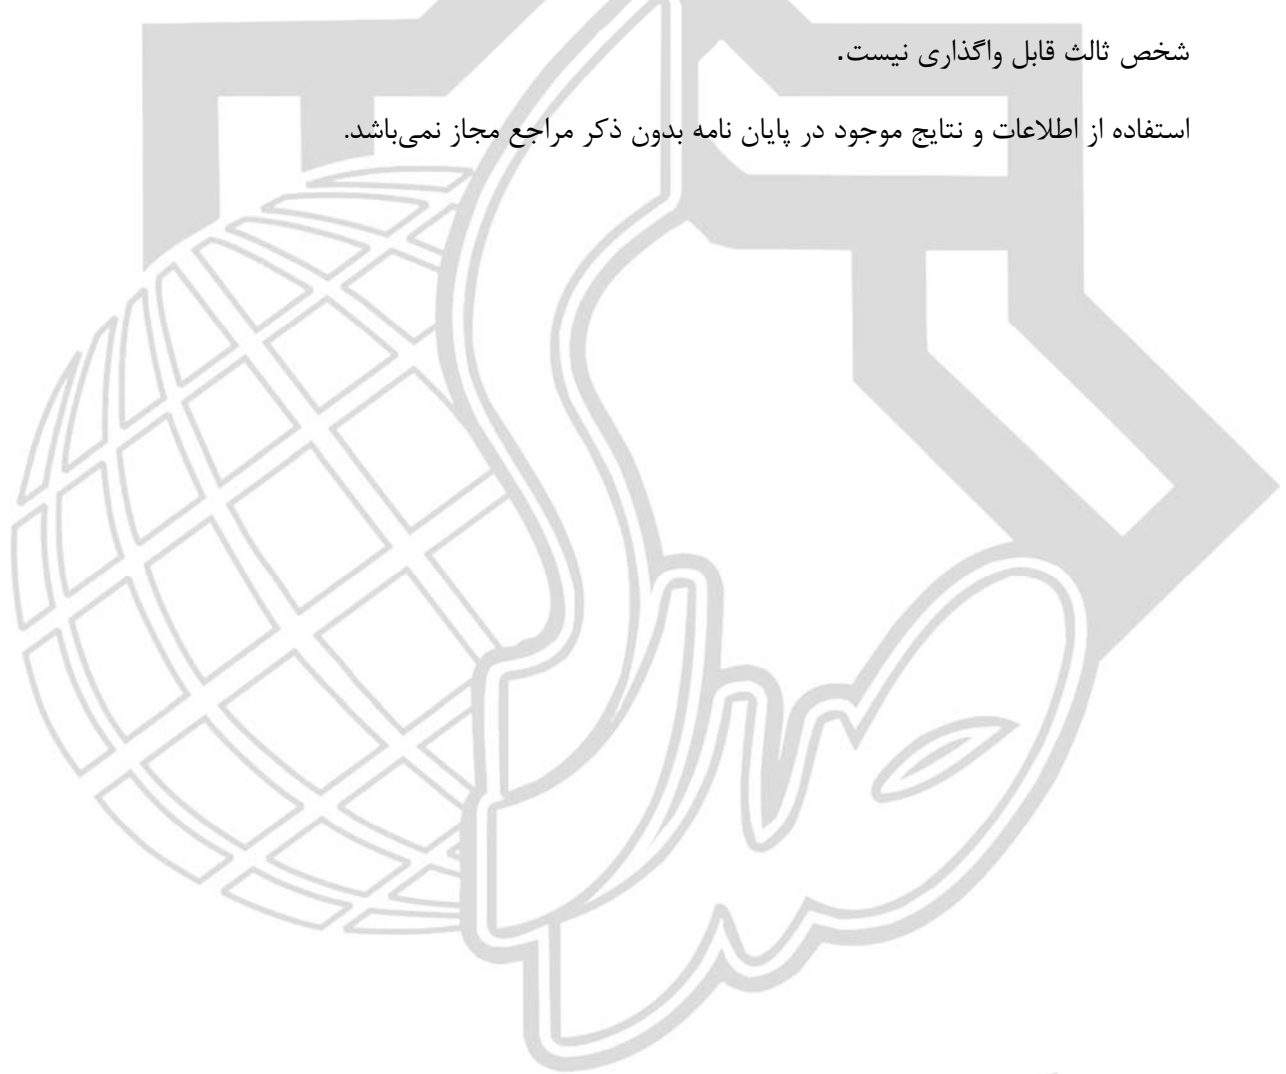 شخص ثالث قابل واگذاری نیست.
استفاده از اطلاعات و نتایج موجود در پایان نامه بدون ذکر مراجع مجاز نمی‌باشد.